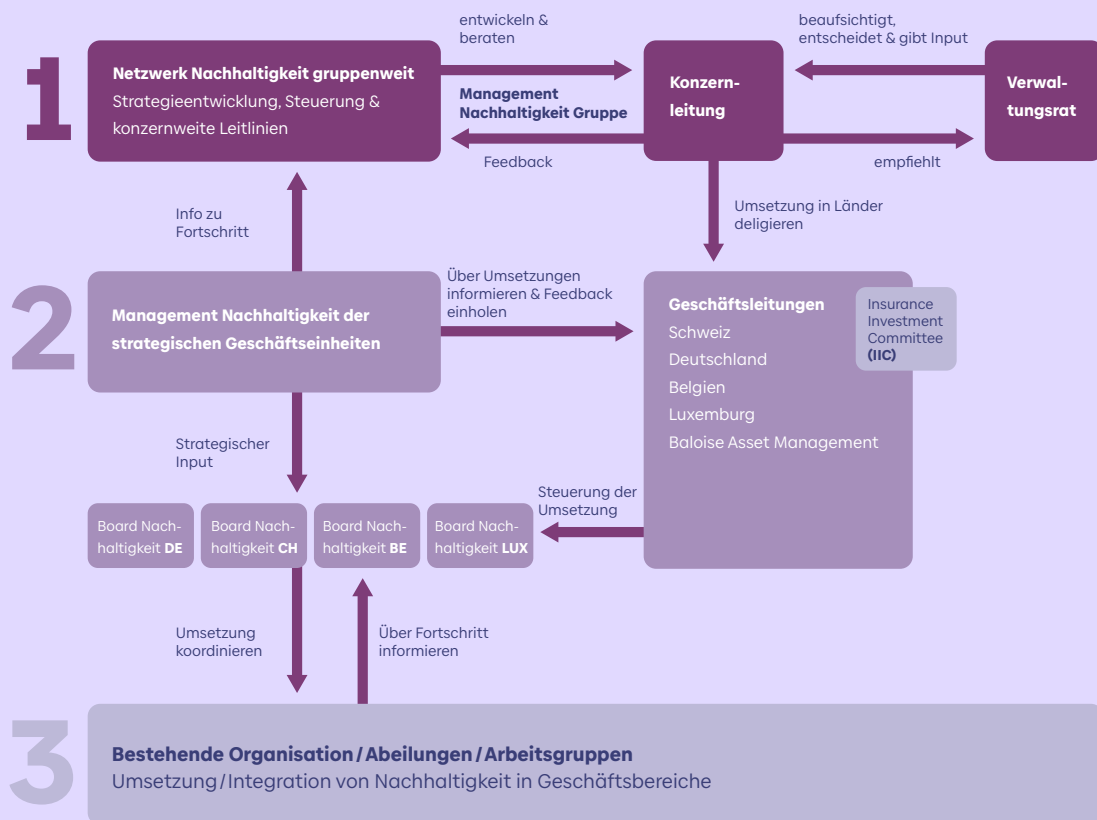 1
Netzwerk Nachhaltigkeit gruppenweit
Strategieentwicklung, Steuerung &
konzernweite Leitlinien
entwickeln &
beraten
Management
Nachhaltigkeit Gruppe
Feedback
Konzern-
leitung
beaufsichtigt,
entscheidet & gibt Input
empfiehlt
Verwal-
tungsrat
Info zu
Fortschritt
Umsetzung in Länder
deligieren
2
Management Nachhaltigkeit der
strategischen Geschäftseinheiten
Über Umsetzungen
informieren & Feedback
einholen
Geschäftsleitungen
Schweiz
Deutschland
Belgien
Luxemburg
Baloise Asset Management
Insurance
Investment
Committee
(IIC)
Strategischer
Input
Steuerung der
Umsetzung
Board Nach-
haltigkeit DE
Board Nach-
haltigkeit CH
Board Nach-
haltigkeit BE
Board Nach-
haltigkeit LUX
Umsetzung
koordinieren
Über Fortschritt
informieren
3
Bestehende Organisation / Abeilungen / Arbeitsgruppen
Umsetzung / Integration von Nachhaltigkeit in Geschäftsbereiche